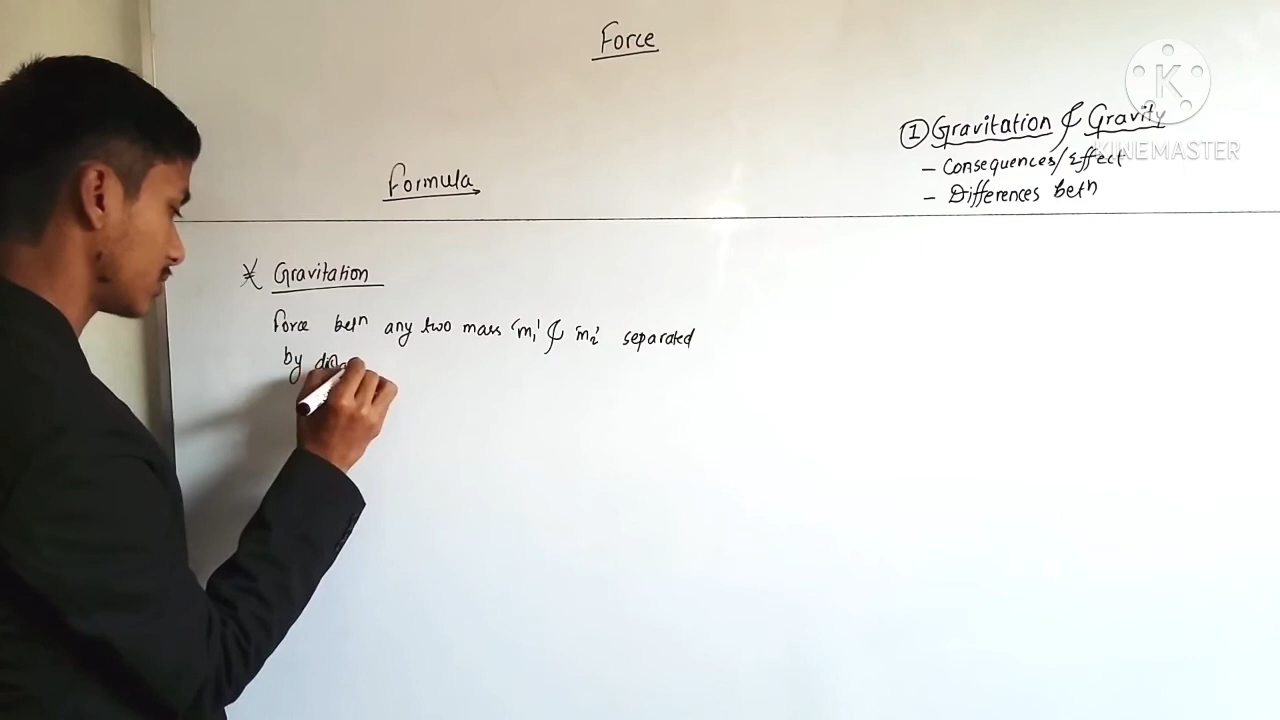 Force
① Gravitation & Gravity
KINEMASTER
- Consequences/Effect
- Differences betn
Formula
* Gravitation
Force betn any two mass 'm₁' & 'm₂' separated
by